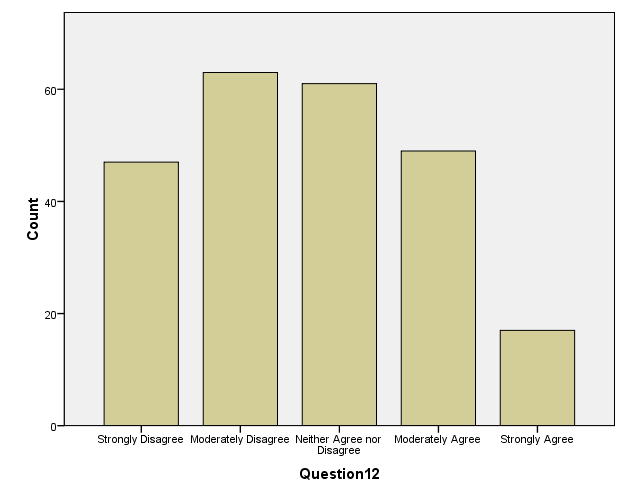 60
40
20
0
Count
Strongly Disagree
Moderately Disagree
Neither Agree nor
Disagree
Moderately Agree
Strongly Agree
Question12